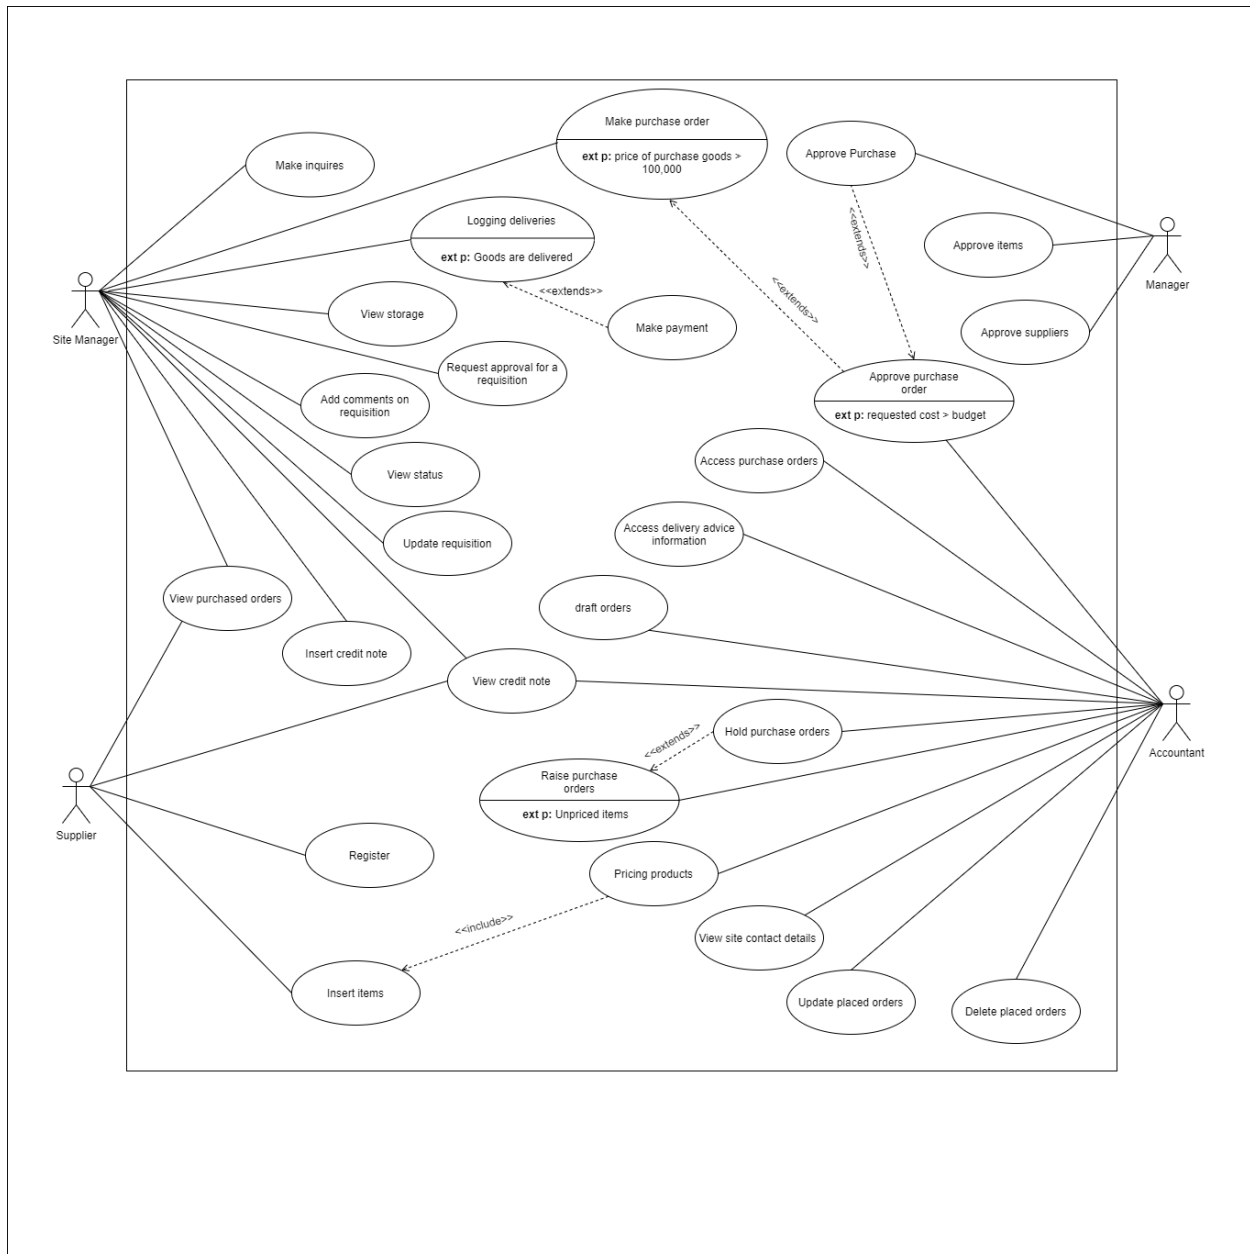 Make purchase order
ext p: price of purchase goods >
100,000
Approve Purchase
Make inquires
Logging deliveries
ext p: Goods are delivered
<<extends>>
Approve items
Manager
<<extends>>
<<extends>>
View storage
Make payment
Approve suppliers
Site Manager
Request approval for a
requisition
Approve purchase
order
ext p: requested cost > budget
Add comments on
requisition
Access purchase orders
View status
Access delivery advice
information
Update requisition
View purchased orders
draft orders
Insert credit note
View credit note
Hold purchase orders
<<extends>>
Accountant
Raise purchase
orders
ext p: Unpriced items
Supplier
Register
Pricing products
<<include>>
View site contact details
Insert items
Update placed orders
Delete placed orders